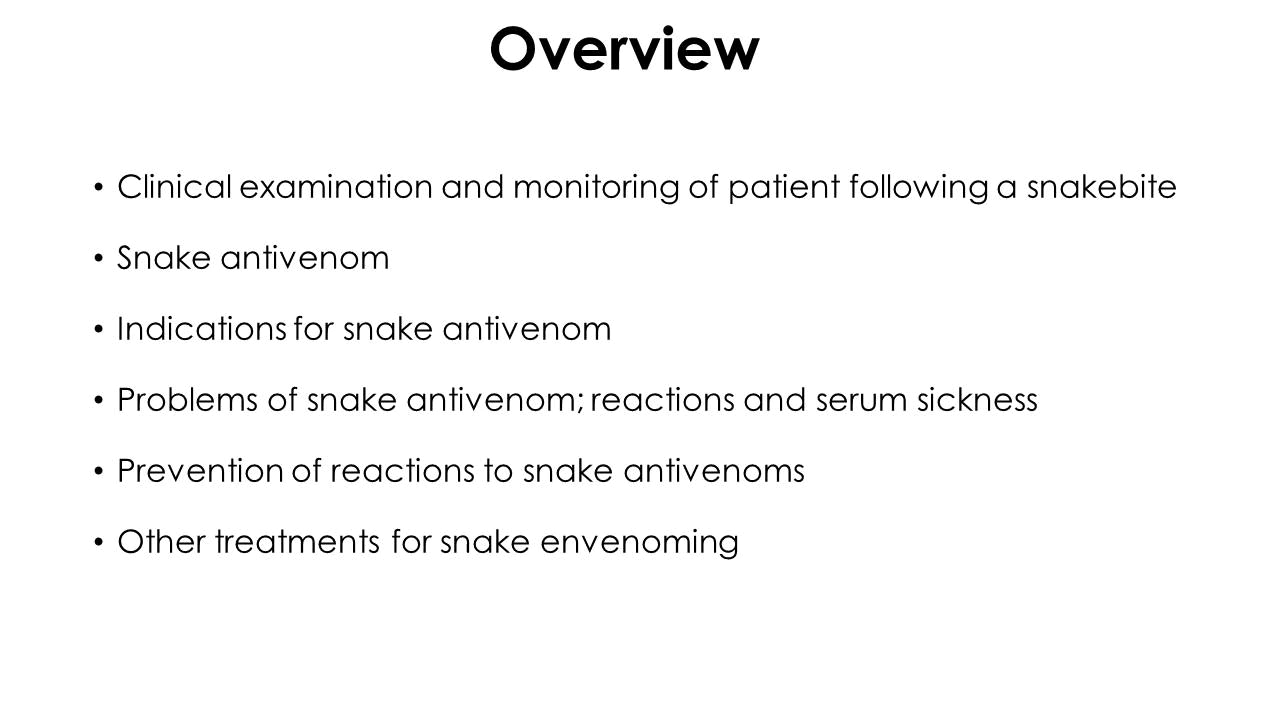 Overview
• Clinical examination and monitoring of patient following a snakebite
• Snake antivenom
• Indications for snake antivenom
• Problems of snake antivenom; reactions and serum sickness
• Prevention of reactions to snake antivenoms
• Other treatments for snake envenoming